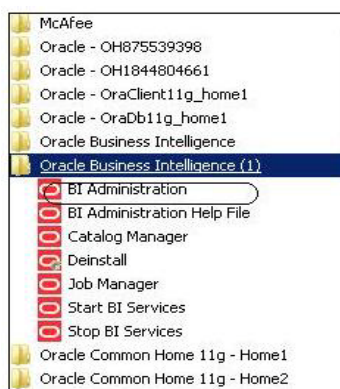 McAfee
Oracle - OH875539398
Oracle - OH1844804661
Oracle - OraClient11g_home1
Oracle - OraDb11g_home1
Oracle Business Intelligence
Oracle Business Intelligence (1)
BI Administration
BI Administration Help File
Catalog Manager
Deinstall
Job Manager
Start BI Services
Stop BI Services
Oracle Common Home 11g - Home1
Oracle Common Home 11g - Home2